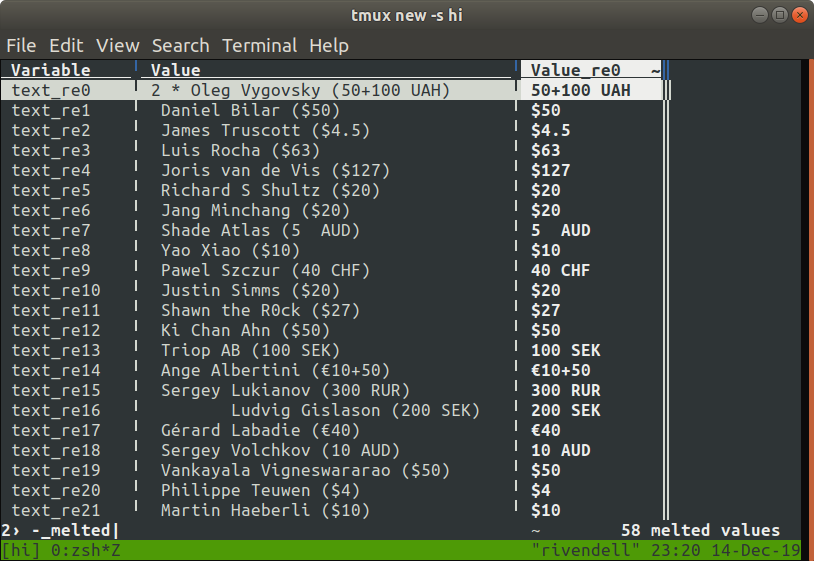 tmux new -s hi
File Edit View Search Terminal Help
Variable Value Value_re0 ~
text_re0 2 * Oleg Vygovsky (50+100 UAH) 50+100 UAH
text_re1 Daniel Bilar ($50) $50
text_re2 James Truscott ($4.5) $4.5
text_re3 Luis Rocha ($63) $63
text_re4 Joris van de Vis ($127) $127
text_re5 Richard S Shultz ($20) $20
text_re6 Jang Minchang ($20) $20
text_re7 Shade Atlas (5  AUD) 5  AUD
text_re8 Yao Xiao ($10) $10
text_re9 Pawel Szczur (40 CHF) 40 CHF
text_re10 Justin Simms ($20) $20
text_re11 Shawn the R0ck ($27) $27
text_re12 Ki Chan Ahn ($50) $50
text_re13 Triop AB (100 SEK) 100 SEK
text_re14 Ange Albertini (€10+50) €10+50
text_re15 Sergey Lukianov (300 RUR) 300 RUR
text_re16 Ludvig Gislason (200 SEK) 200 SEK
text_re17 Gérard Labadie (€40) €40
text_re18 Sergey Volchkov (10 AUD) 10 AUD
text_re19 Vankayala Vigneswararao ($50) $50
text_re20 Philippe Teuwen ($4) $4
text_re21 Martin Haeberli ($10) $10
2› -_melted| ~ 58 melted values
[hi] 0:zsh*Z "rivendell" 23:20 14-Dec-19